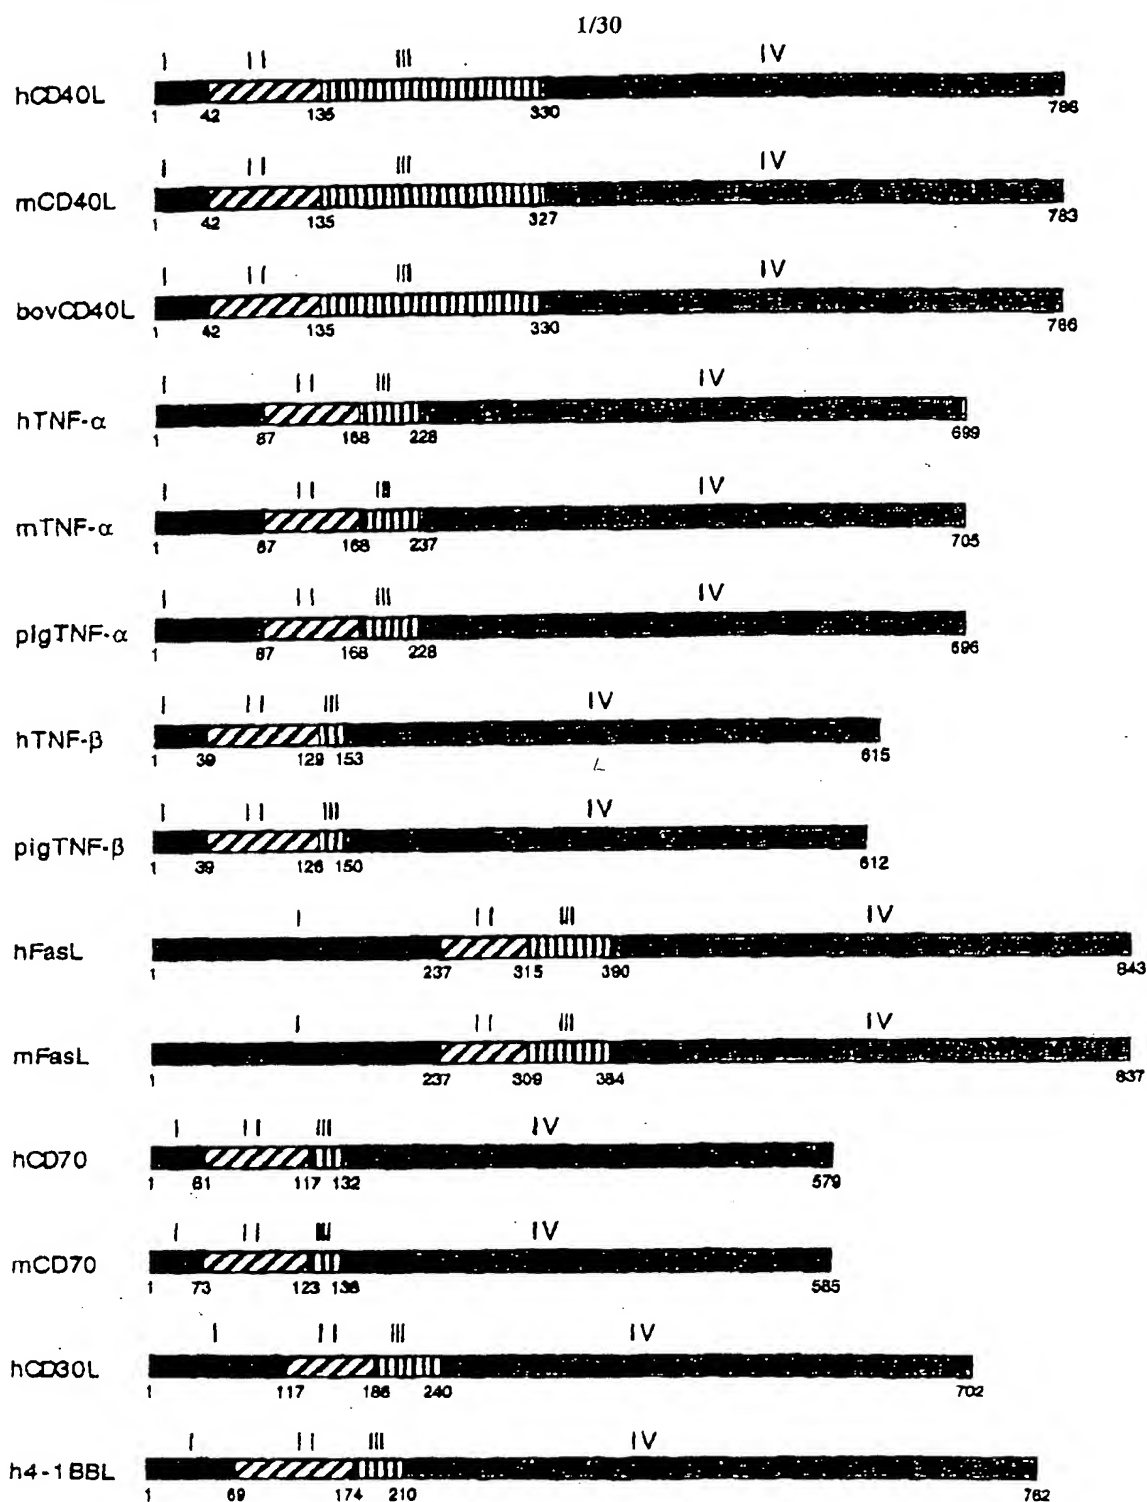 1/30
I II III IV
hCD40L
1 42 135 330 786
I II III IV
mCD40L
1 42 135 327 783
I II III IV
bovCD40L
1 42 135 330 786
I II III IV
hTNF-α
1 87 168 228 699
I II III IV
mTNF-α
1 87 168 237 705
I II III IV
pigTNF-α
1 87 168 228 696
I II III IV
hTNF-β
1 39 129 153 615
I II III IV
pigTNF-β
1 39 126 150 612
I II III IV
hFasL
1 237 315 390 843
I II III IV
mFasL
1 237 309 384 837
I II III IV
hCD70
1 61 117 132 579
I II III IV
mCD70
1 73 123 138 585
I II III IV
hCD30L
1 117 186 240 702
I II III IV
h4-1BBL
1 69 174 210 762